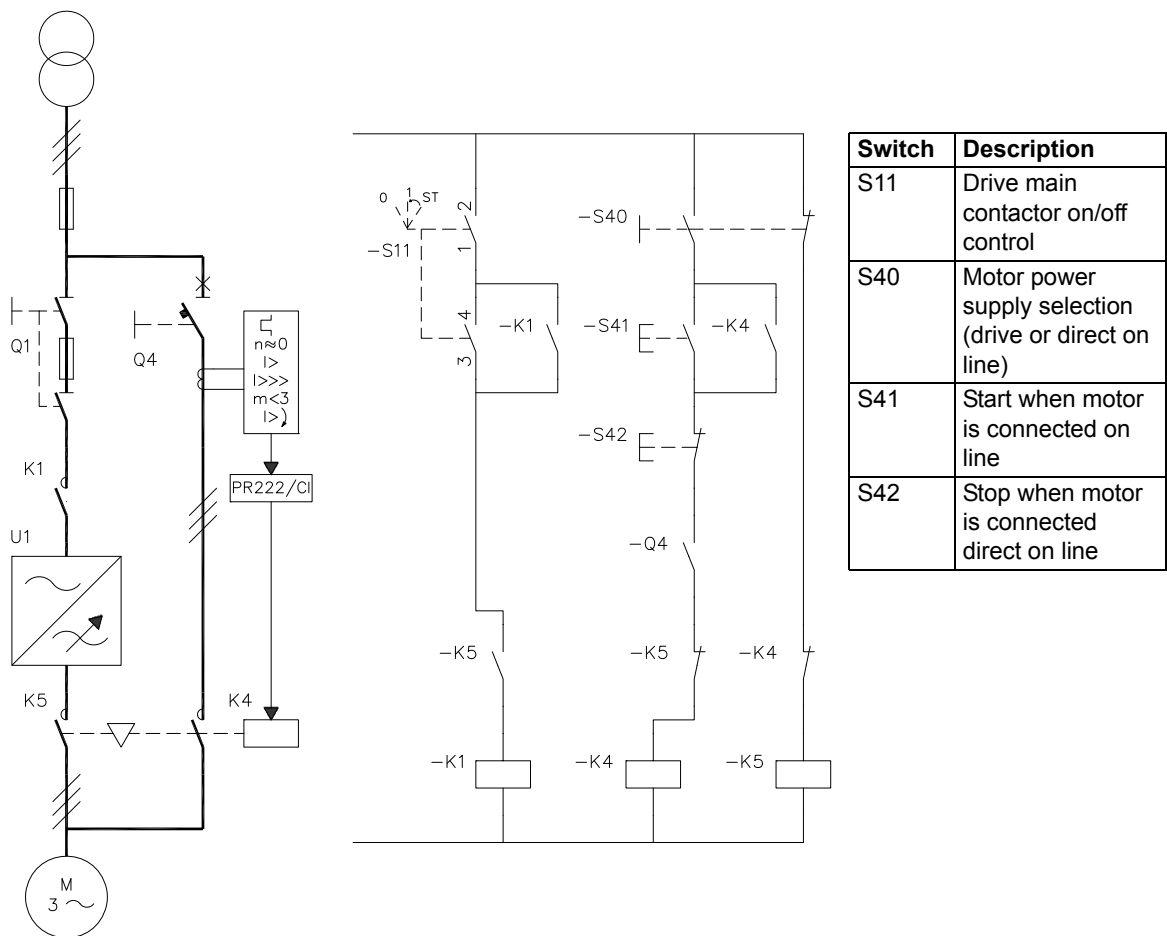 Q1
Q4
n≈0
I>
I>>>
m<3
I>
K1
PR222/CI
U1
K5
K4
M
3 ~
0
1
ST
2
-S11
1
4
-K1
3
-K5
-K1
-S40
-S41
-K4
-S42
-Q4
-K5
-K4
-K4
-K5
Switch Description
S11 Drive main
contactor on/off
control
S40 Motor power
supply selection
(drive or direct on
line)
S41 Start when motor
is connected on
line
S42 Stop when motor
is connected
direct on line